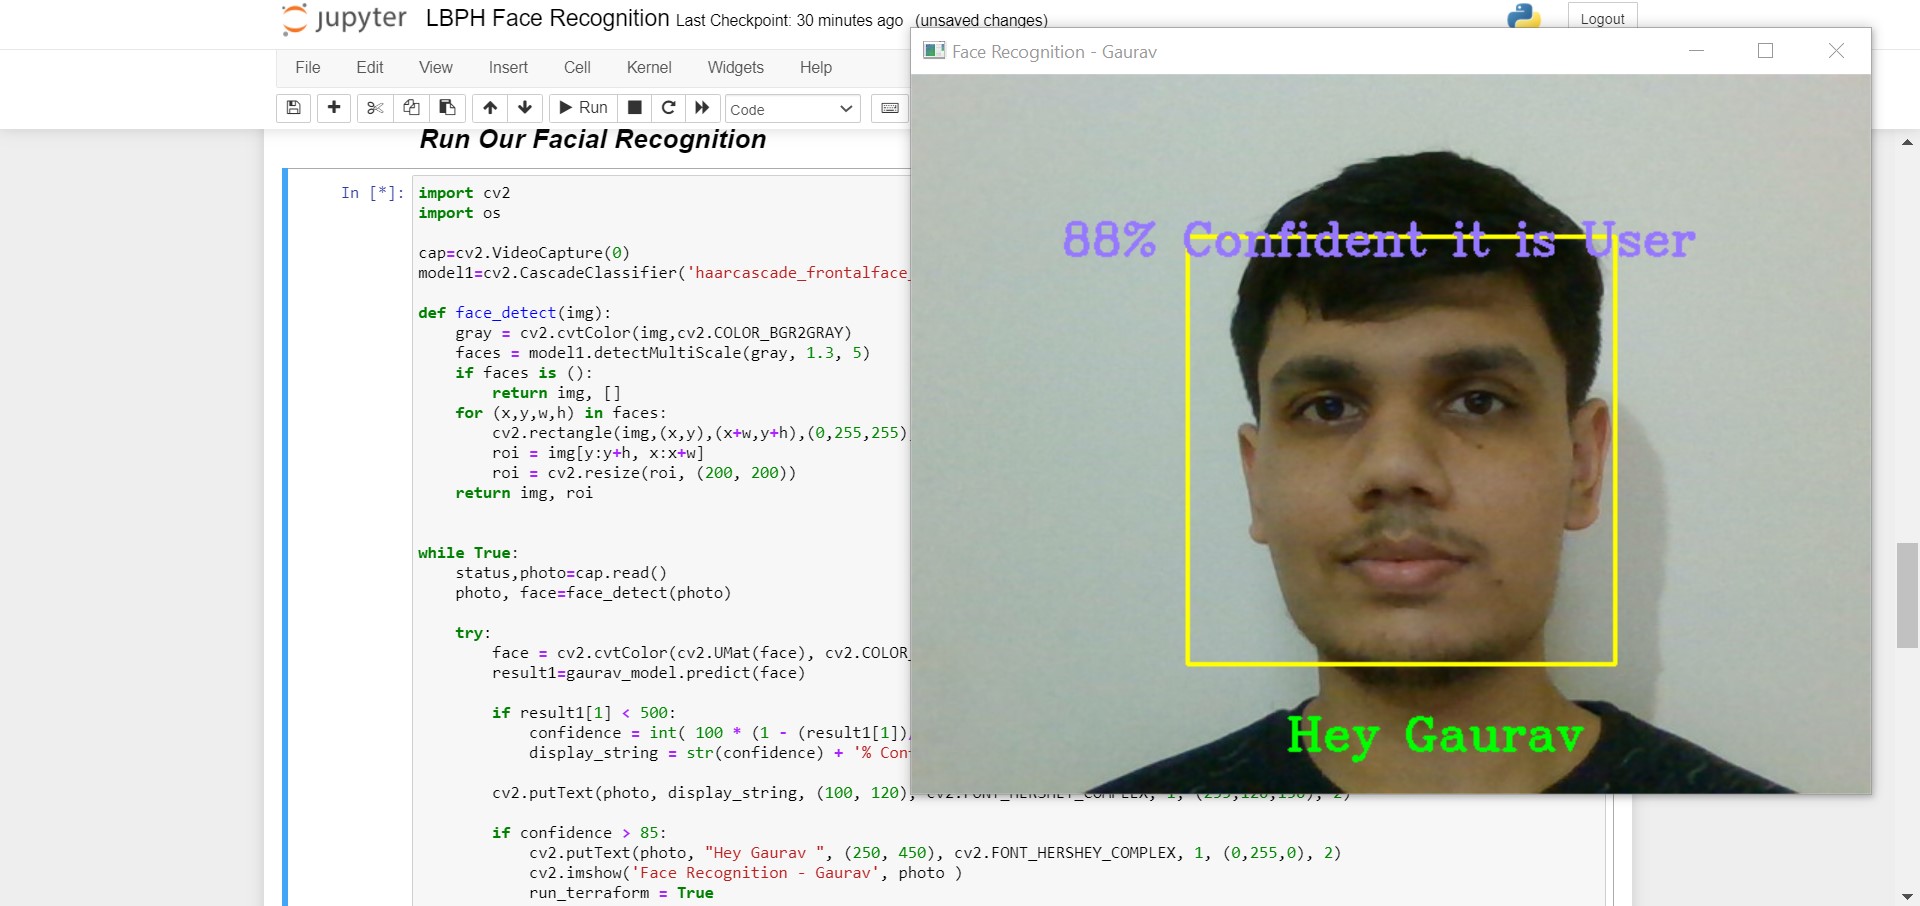 jupyter LBPH Face Recognition Last Checkpoint: 30 minutes ago (unsaved changes)
Logout
File Edit View Insert Cell Kernel Widgets Help
Run Code
Run Our Facial Recognition
In [*]: import cv2
import os
cap=cv2.VideoCapture(0)
model1=cv2.CascadeClassifier('haarcascade_frontalface_
def face_detect(img):
gray = cv2.cvtColor(img,cv2.COLOR_BGR2GRAY)
faces = model1.detectMultiScale(gray, 1.3, 5)
if faces is ():
return img, []
for (x,y,w,h) in faces:
cv2.rectangle(img,(x,y),(x+w,y+h),(0,255,255)
roi = img[y:y+h, x:x+w]
roi = cv2.resize(roi, (200, 200))
return img, roi
while True:
status,photo=cap.read()
photo, face=face_detect(photo)
try:
face = cv2.cvtColor(cv2.UMat(face), cv2.COLOR_
result1=gaurav_model.predict(face)
if result1[1] < 500:
confidence = int( 100 * (1 - (result1[1])
display_string = str(confidence) + '% Con
cv2.putText(photo, display_string, (100, 120), cv2.FONT_HERSHEY_COMPLEX, 1, (255,120,150), 2)
if confidence > 85:
cv2.putText(photo, "Hey Gaurav ", (250, 450), cv2.FONT_HERSHEY_COMPLEX, 1, (0,255,0), 2)
cv2.imshow('Face Recognition - Gaurav', photo )
run_terraform = True
Face Recognition - Gaurav
88% Confident it is User
Hey Gaurav